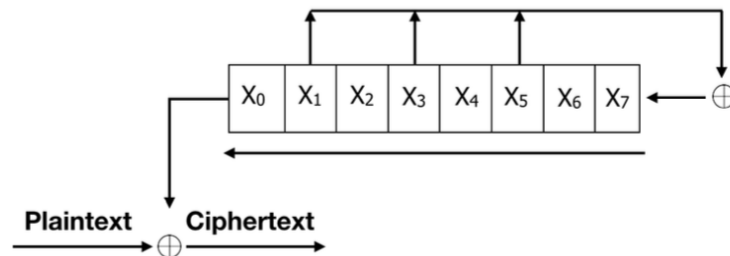 X₀ X₁ X₂ X₃ X₄ X₅ X₆ X₇
Plaintext Ciphertext